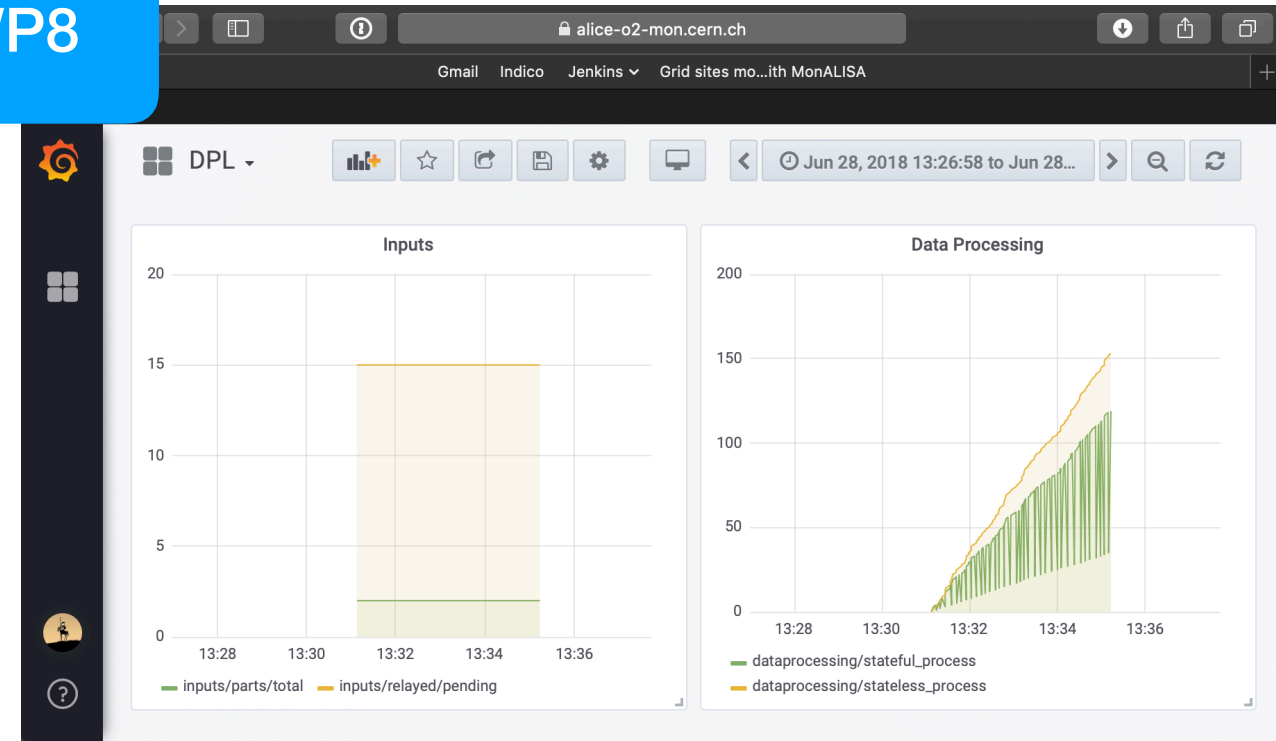 /P8
alice-o2-mon.cern.ch
Gmail Indico Jenkins Grid sites mo...ith MonALISA
DPL
Jun 28, 2018 13:26:58 to Jun 28...
Inputs
20
15
10
5
0
13:28 13:30 13:32 13:34 13:36
inputs/parts/total inputs/relayed/pending
Data Processing
200
150
100
50
0
13:28 13:30 13:32 13:34 13:36
dataprocessing/stateful_process
dataprocessing/stateless_process